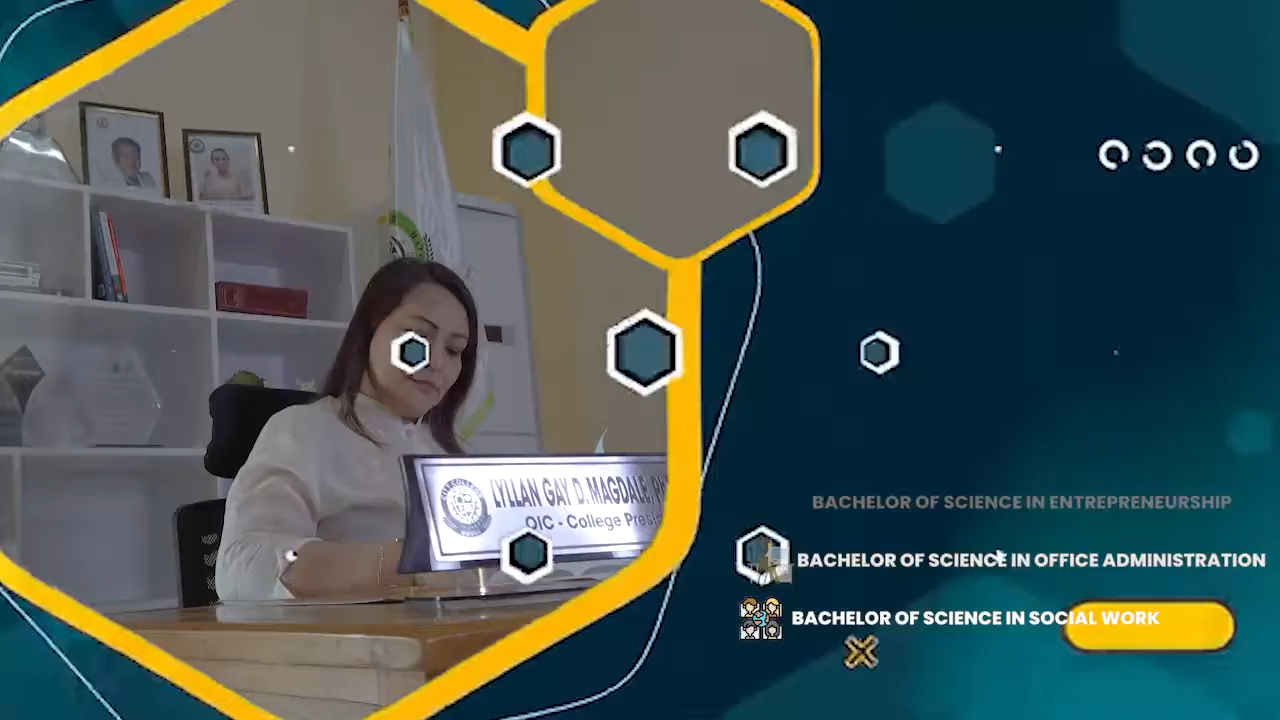 LYLLAN GAY D. MAGDALE,
OIC - College
BACHELOR OF SCIENCE IN ENTREPRENEURSHIP
BACHELOR OF SCIENCE IN OFFICE ADMINISTRATION
BACHELOR OF SCIENCE IN SOCIAL WORK